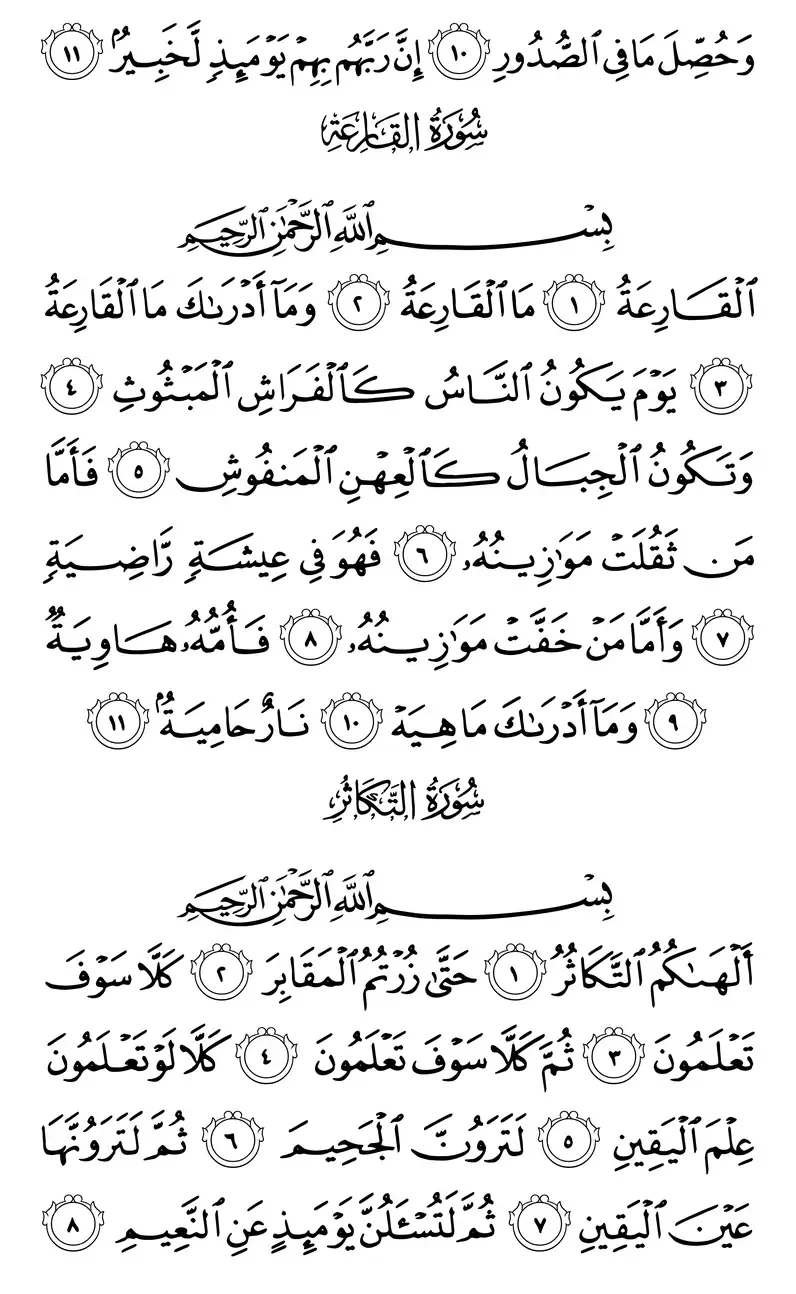 وَحُصِّلَ مَا فِي ٱلصُّدُورِ ١٠ إِنَّ رَبَّهُم بِهِمْ يَوْمَئِذٍ لَّخَبِيرٌۢ ١١
سُورَةُ القَارِعَةِ
بِسْمِ ٱللَّهِ ٱلرَّحْمَٰنِ ٱلرَّحِيمِ
ٱلْقَارِعَةُ ١ مَا ٱلْقَارِعَةُ ٢ وَمَآ أَدْرَىٰكَ مَا ٱلْقَارِعَةُ
٣ يَوْمَ يَكُونُ ٱلنَّاسُ كَٱلْفَرَاشِ ٱلْمَبْثُوثِ ٤
وَتَكُونُ ٱلْجِبَالُ كَٱلْعِهْنِ ٱلْمَنفُوشِ ٥ فَأَمَّا
مَن ثَقُلَتْ مَوَٰزِينُهُۥ ٦ فَهُوَ فِي عِيشَةٍ رَّاضِيَةٍ
٧ وَأَمَّا مَنْ خَفَّتْ مَوَٰزِينُهُۥ ٨ فَأُمُّهُۥ هَاوِيَةٌ
٩ وَمَآ أَدْرَىٰكَ مَا هِيَهْ ١٠ نَارٌ حَامِيَةٌۢ ١١
سُورَةُ التَّكَاثُرِ
بِسْمِ ٱللَّهِ ٱلرَّحْمَٰنِ ٱلرَّحِيمِ
أَلْهَىٰكُمُ ٱلتَّكَاثُرُ ١ حَتَّىٰ زُرْتُمُ ٱلْمَقَابِرَ ٢ كَلَّا سَوْفَ
تَعْلَمُونَ ٣ ثُمَّ كَلَّا سَوْفَ تَعْلَمُونَ ٤ كَلَّا لَوْ تَعْلَمُونَ
عِلْمَ ٱلْيَقِينِ ٥ لَتَرَوُنَّ ٱلْجَحِيمَ ٦ ثُمَّ لَتَرَوُنَّهَا
عَيْنَ ٱلْيَقِينِ ٧ ثُمَّ لَتُسْـَٔلُنَّ يَوْمَئِذٍ عَنِ ٱلنَّعِيمِ ٨